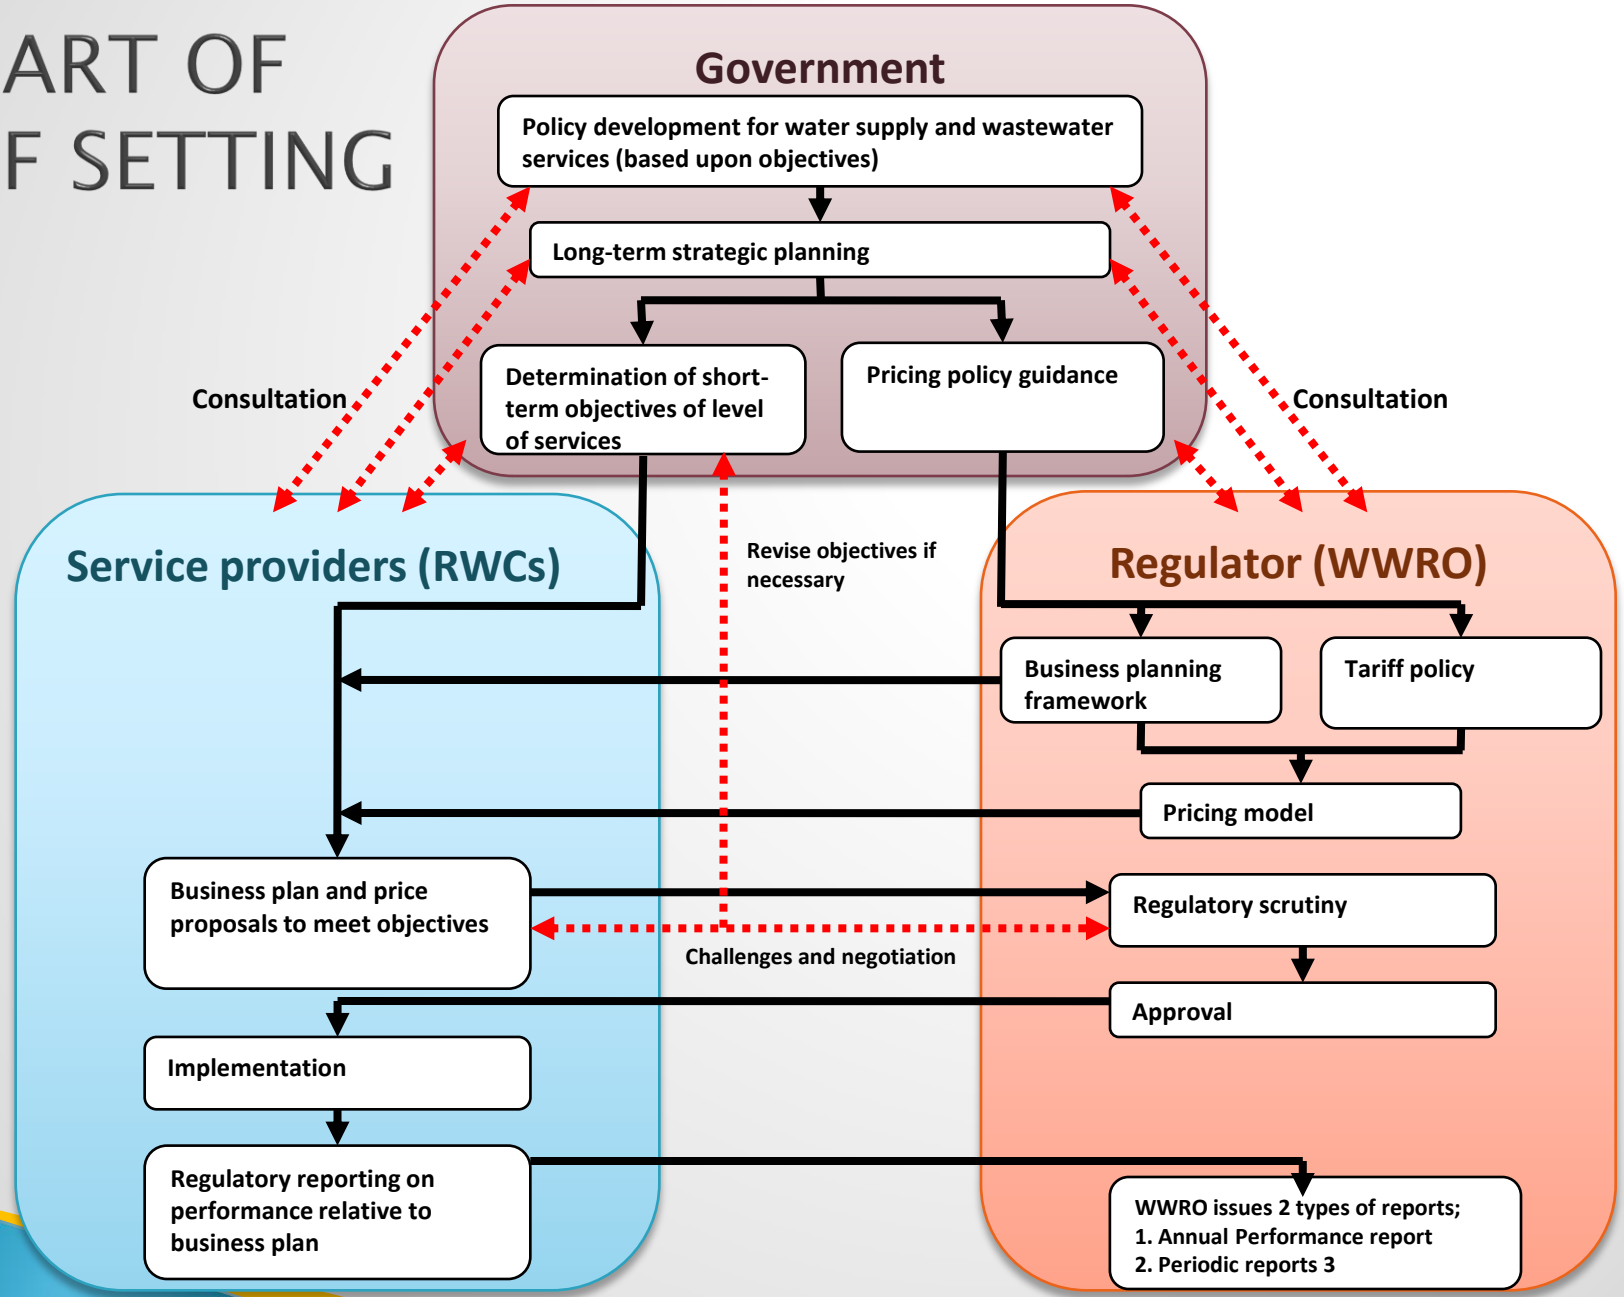 ART OF
F SETTING
Government
Policy development for water supply and wastewater
services (based upon objectives)
Long-term strategic planning
Determination of short-
term objectives of level
of services
Pricing policy guidance
Consultation
Consultation
Service providers (RWCs)
Revise objectives if
necessary
Regulator (WWRO)
Business planning
framework
Tariff policy
Pricing model
Business plan and price
proposals to meet objectives
Regulatory scrutiny
Challenges and negotiation
Approval
Implementation
Regulatory reporting on
performance relative to
business plan
WWRO issues 2 types of reports;
1. Annual Performance report
2. Periodic reports 3